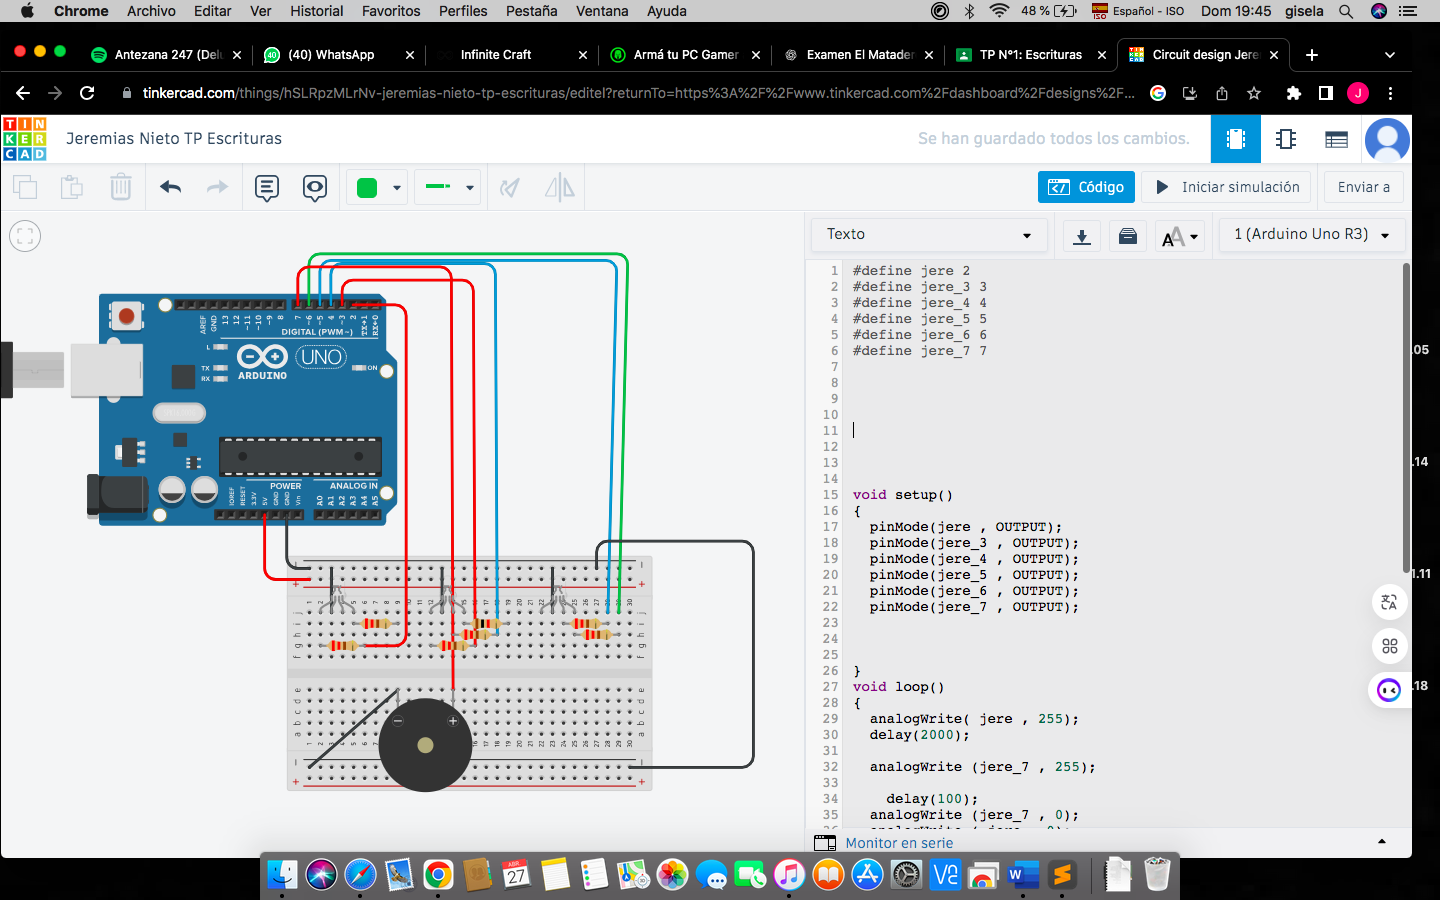 Chrome Archivo Editar Ver Historial Favoritos Perfiles Pestaña Ventana Ayuda 48 % ISO Español - ISO Dom 19:45 gisela
Antezana 247 (Delu (40) WhatsApp Infinite Craft Armá tu PC Gamer Examen El Matader TP N°1: Escrituras Circuit design Jere
tinkercad.com/things/hSLRpzMLrNv-jeremias-nieto-tp-escrituras/editel?returnTo=https%3A%2F%2Fwww.tinkercad.com%2Fdashboard%2Fdesigns%2F... J
TINKERCAD Jeremias Nieto TP Escrituras Se han guardado todos los cambios.
Código Iniciar simulación Enviar a
Texto AA 1 (Arduino Uno R3)
AREF GND 13 12 ~11 ~10 ~9 8 7 ~6 ~5 4 ~3 2 TX→1 RX←0
DIGITAL (PWM~)
L
TX
RX
UNO
ON
ARDUINO
POWER ANALOG IN
IOREF RESET 3.3V 5V GND GND Vin A0 A1 A2 A3 A4 A5
1 #define jere 2
2 #define jere_3 3
3 #define jere_4 4
4 #define jere_5 5
5 #define jere_6 6
6 #define jere_7 7
7
8
9
10
11
12
13
14
15 void setup()
16 {
17 pinMode(jere , OUTPUT);
18 pinMode(jere_3 , OUTPUT);
19 pinMode(jere_4 , OUTPUT);
20 pinMode(jere_5 , OUTPUT);
21 pinMode(jere_6 , OUTPUT);
22 pinMode(jere_7 , OUTPUT);
23
24
25
26 }
27 void loop()
28 {
29 analogWrite( jere , 255);
30 delay(2000);
31
32 analogWrite (jere_7 , 255);
33
34 delay(100);
35 analogWrite (jere_7 , 0);
Monitor en serie
.05
.14
1.11
.18
ABR
27
W